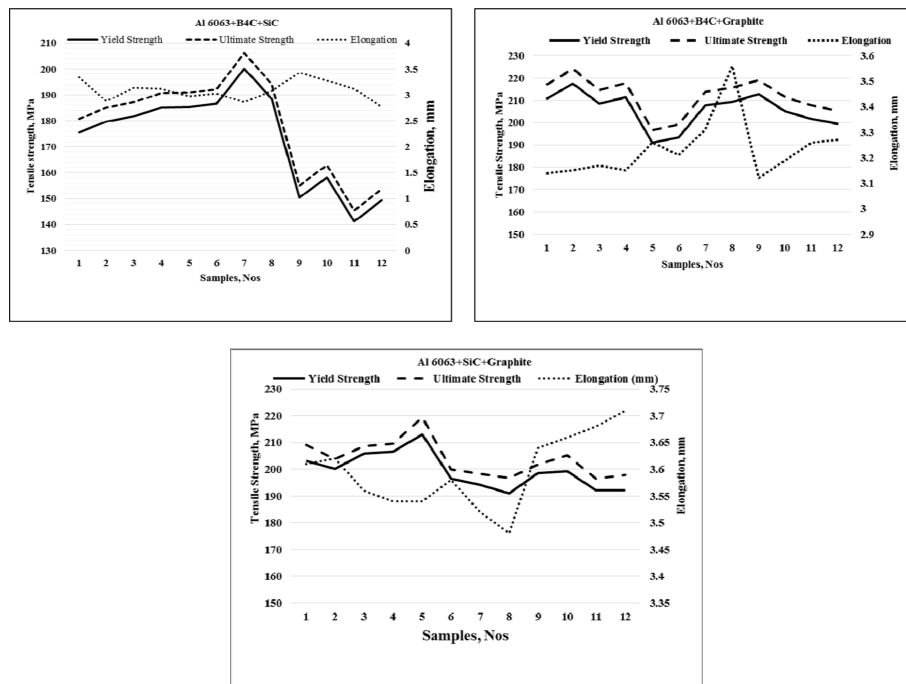 Al 6063+B4C+SiC
Yield Strength Ultimate Strength Elongation
210
200
190
180
170
160
150
140
130
Tensile strength, MPa
4
3.5
3
2.5
2
1.5
1
0.5
0
Elongation, mm
1 2 3 4 5 6 7 8 9 10 11 12
Samples, Nos
Al 6063+B4C+Graphite
Yield Strength Ultimate Strength Elongation
230
220
210
200
190
180
170
160
150
Tensile Strength, MPa
3.6
3.5
3.4
3.3
3.2
3.1
3
2.9
Elongation, mm
1 2 3 4 5 6 7 8 9 10 11 12
Samples, Nos
Al 6063+SiC+Graphite
Yield Strength Ultimate Strength Elongation (mm)
230
220
210
200
190
180
170
160
150
Tensile Strength, MPa
3.75
3.7
3.65
3.6
3.55
3.5
3.45
3.4
3.35
Elongation, mm
1 2 3 4 5 6 7 8 9 10 11 12
Samples, Nos